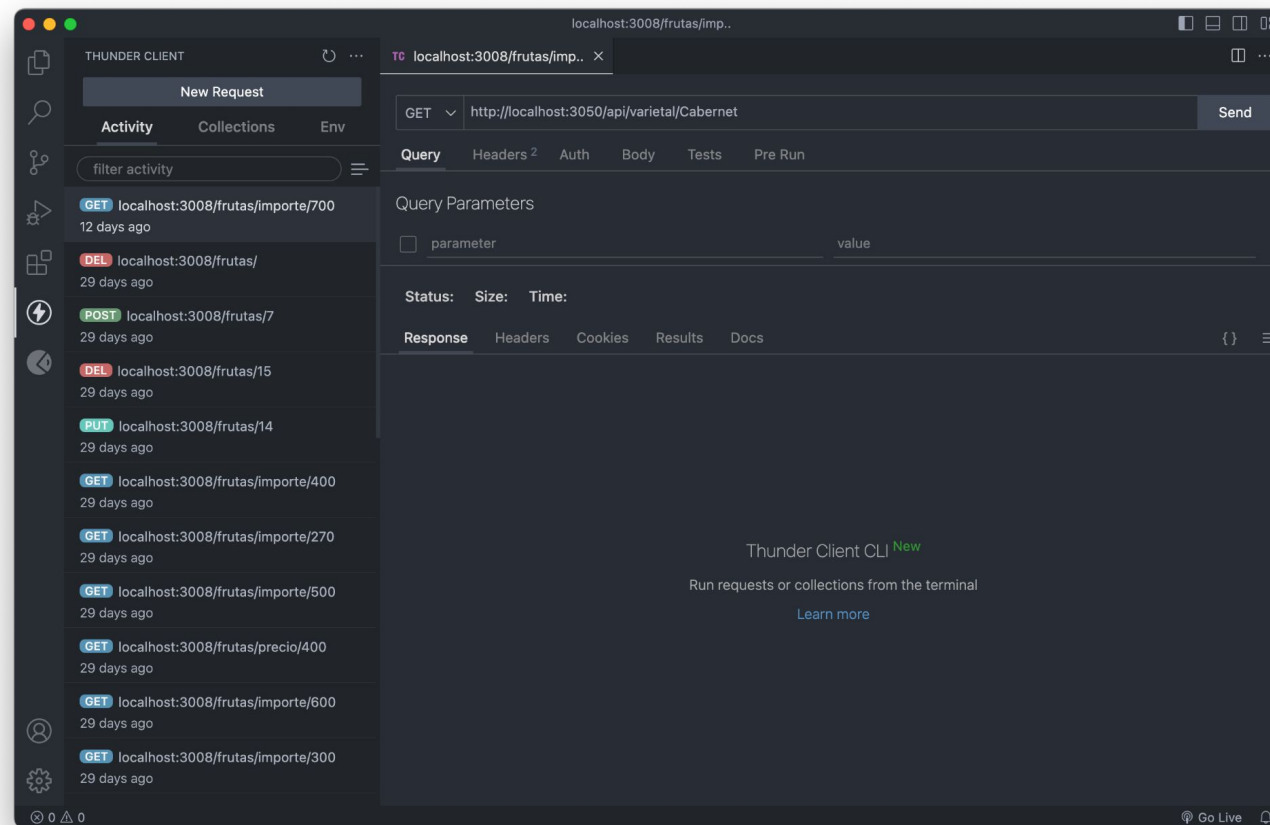 localhost:3008/frutas/imp..
THUNDER CLIENT
New Request
Activity Collections Env
filter activity
GET localhost:3008/frutas/importe/700
12 days ago
DEL localhost:3008/frutas/
29 days ago
POST localhost:3008/frutas/7
29 days ago
DEL localhost:3008/frutas/15
29 days ago
PUT localhost:3008/frutas/14
29 days ago
GET localhost:3008/frutas/importe/400
29 days ago
GET localhost:3008/frutas/importe/270
29 days ago
GET localhost:3008/frutas/importe/500
29 days ago
GET localhost:3008/frutas/precio/400
29 days ago
GET localhost:3008/frutas/importe/600
29 days ago
GET localhost:3008/frutas/importe/300
29 days ago
TC localhost:3008/frutas/imp..
GET http://localhost:3050/api/varietal/Cabernet Send
Query Headers 2 Auth Body Tests Pre Run
Query Parameters
parameter value
Status: Size: Time:
Response Headers Cookies Results Docs {}
Thunder Client CLI New
Run requests or collections from the terminal
Learn more
0 0 Go Live